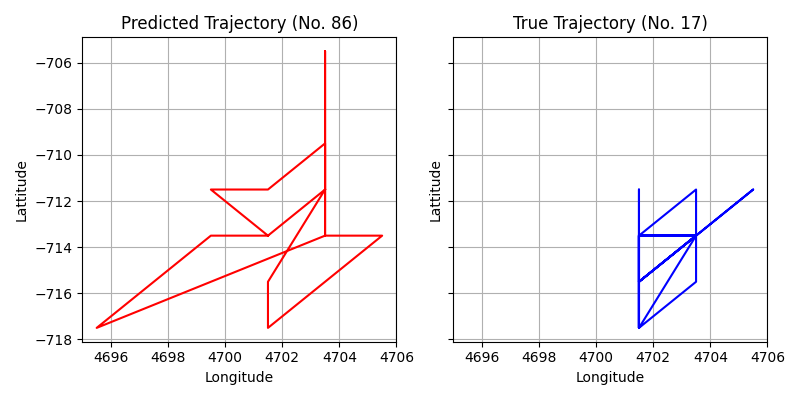 Predicted Trajectory (No. 86)
True Trajectory (No. 17)
−706
−708
−710
−712
−714
−716
−718
Lattitude
Lattitude
4696 4698 4700 4702 4704 4706
4696 4698 4700 4702 4704 4706
Longitude
Longitude